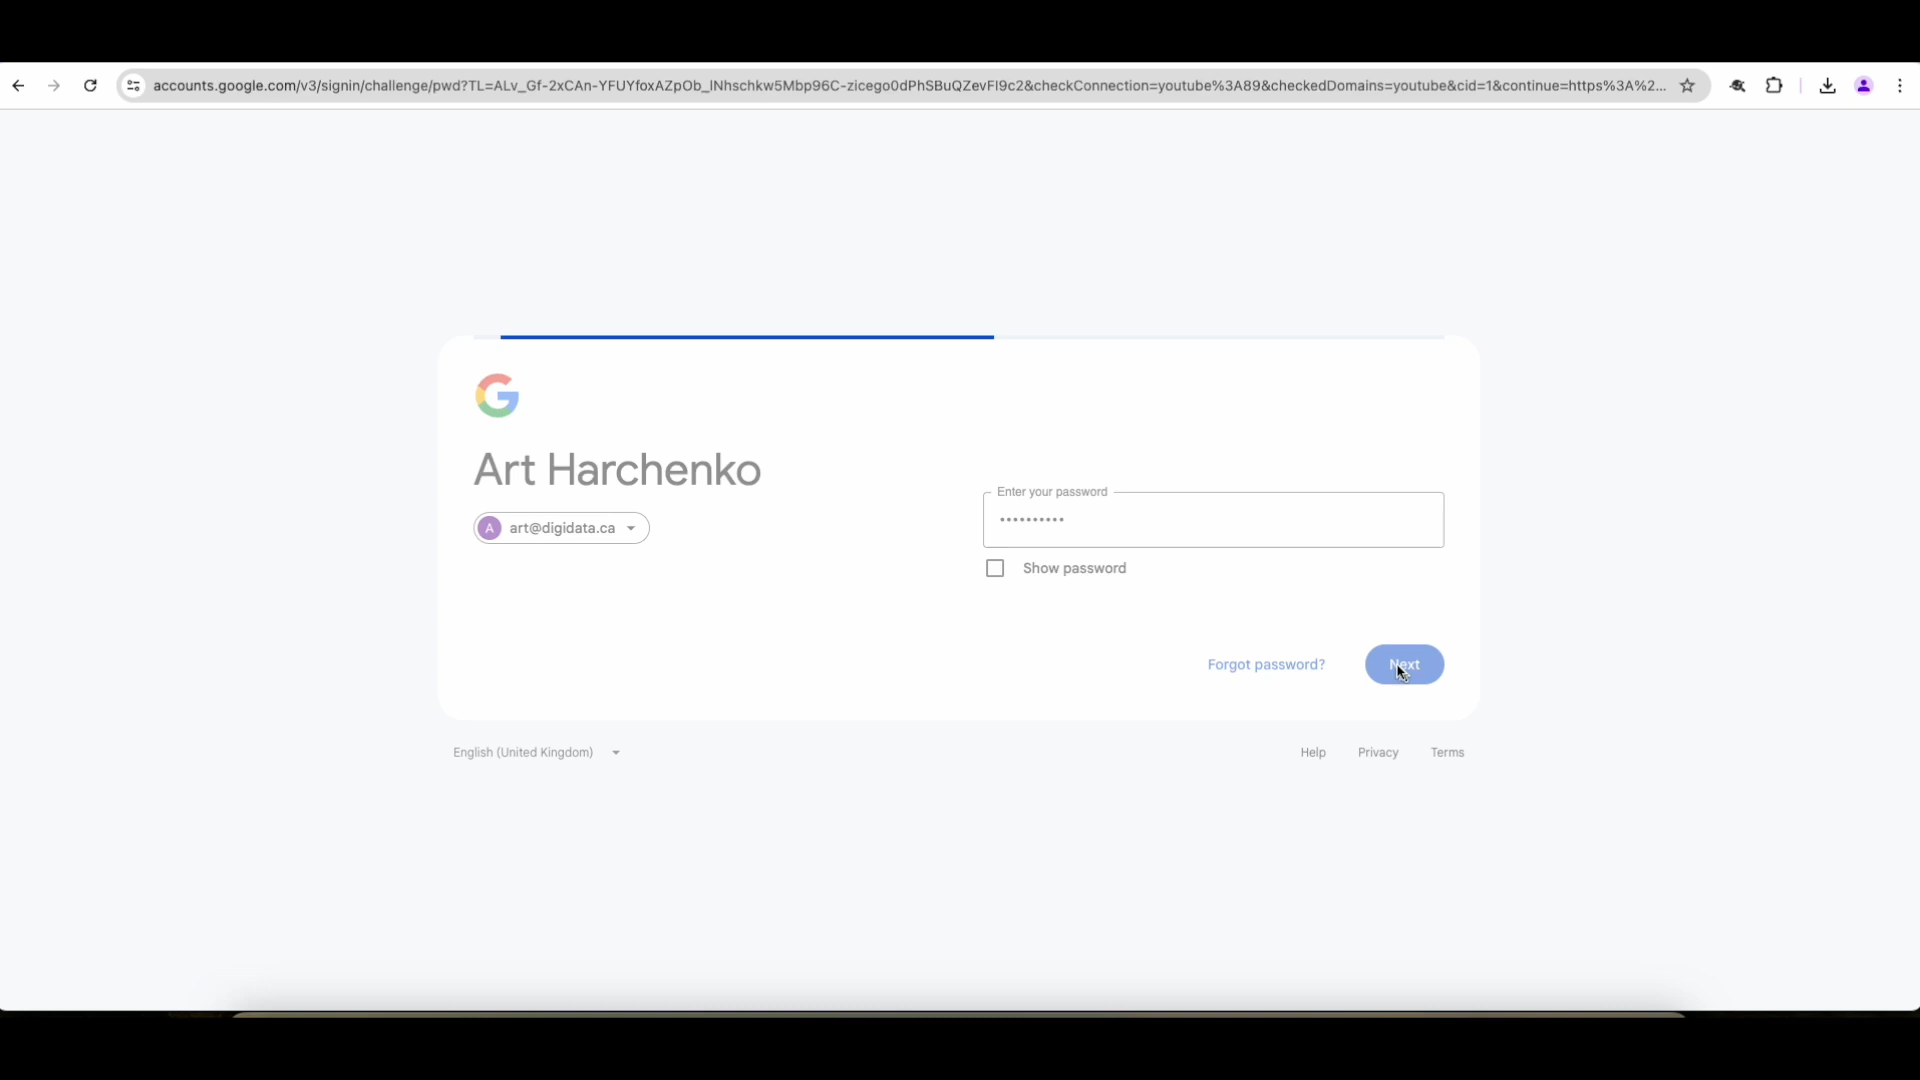 accounts.google.com/v3/signin/challenge/pwd?TL=ALv_Gf-2xCAn-YFUYfoxAZpOb_INhschkw5Mbp96C-zicego0dPhSBuQZevFI9c2&checkConnection=youtube%3A89&checkedDomains=youtube&cid=1&continue=https%3A%2...
Art Harchenko
A art@digidata.ca
Enter your password
••••••••••
Show password
Forgot password?
Next
English (United Kingdom)
Help Privacy Terms